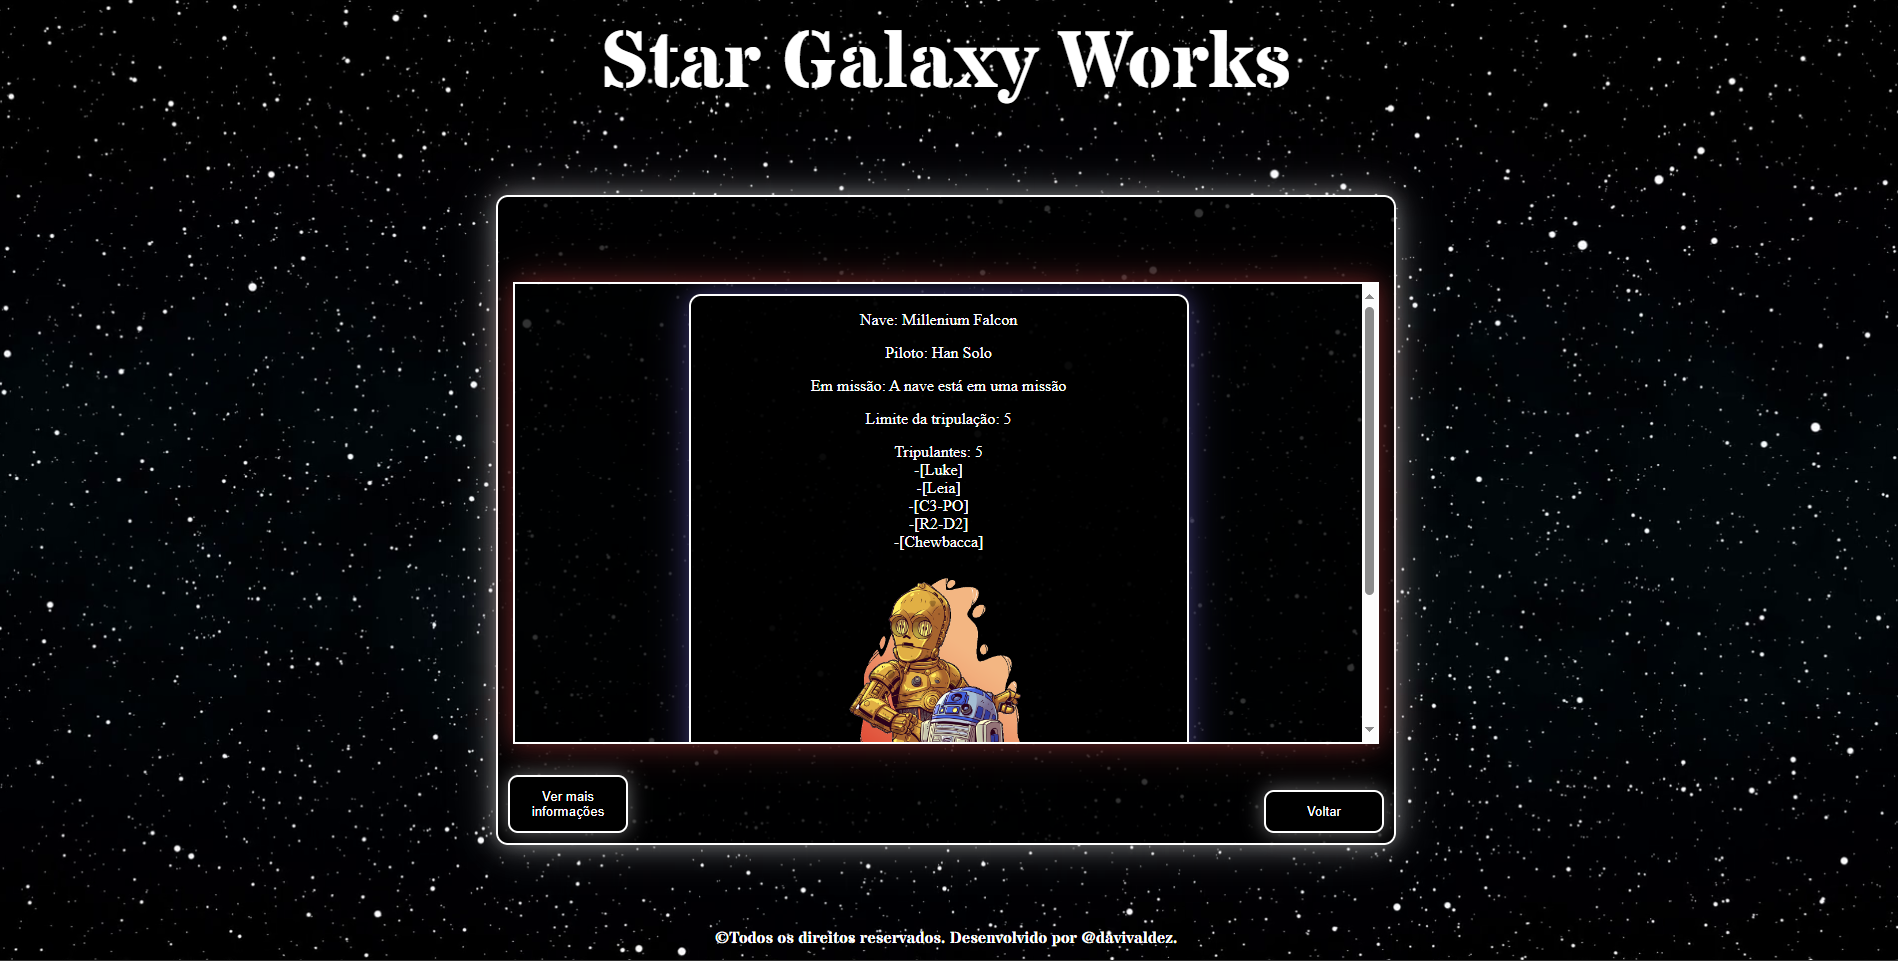 Star Galaxy Works
Nave: Millenium Falcon
Piloto: Han Solo
Em missão: A nave está em uma missão
Limite da tripulação: 5
Tripulantes: 5
-[Luke]
-[Leia]
-[C3-PO]
-[R2-D2]
-[Chewbacca]
Ver mais
informações
Voltar
©Todos os direitos reservados. Desenvolvido por @davivaldez.